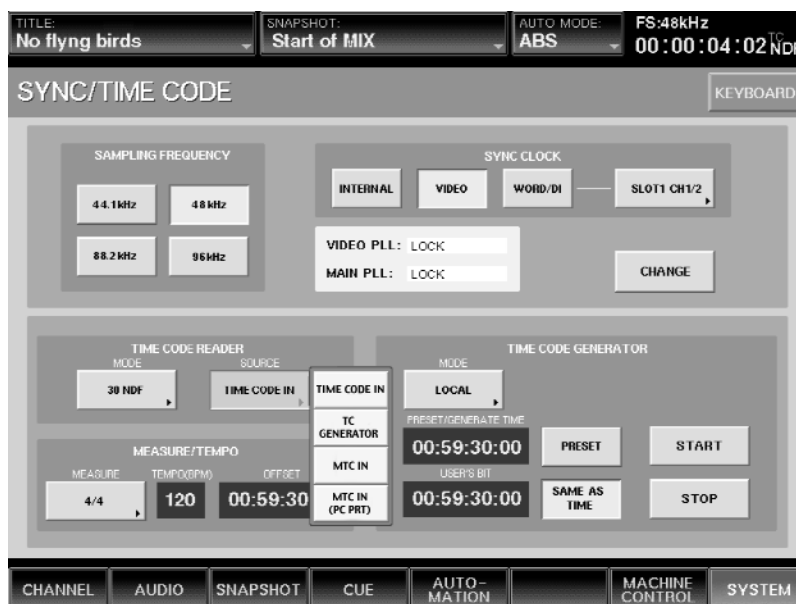 TITLE:
No flyng birds
SNAPSHOT:
Start of MIX
AUTO MODE:
ABS
FS:48kHz
00:00:04:02 TC
ND
SYNC/TIME CODE
KEYBOARD
SAMPLING FREQUENCY
44.1kHz
48kHz
88.2kHz
96kHz
SYNC CLOCK
INTERNAL
VIDEO
WORD/DI
SLOT1 CH1/2
VIDEO PLL: LOCK
MAIN PLL: LOCK
CHANGE
TIME CODE READER
MODE
SOURCE
30 NDF
TIME CODE IN
TIME CODE IN
TC
GENERATOR
MTC IN
MTC IN
(PC PRT)
MEASURE/TEMPO
MEASURE
TEMPO(BPM)
OFFSET
4/4
120
00:59:30
TIME CODE GENERATOR
MODE
LOCAL
PRESET/GENERATE TIME
00:59:30:00
PRESET
START
USER'S BIT
00:59:30:00
SAME AS
TIME
STOP
CHANNEL
AUDIO
SNAPSHOT
CUE
AUTO-
MATION
MACHINE
CONTROL
SYSTEM